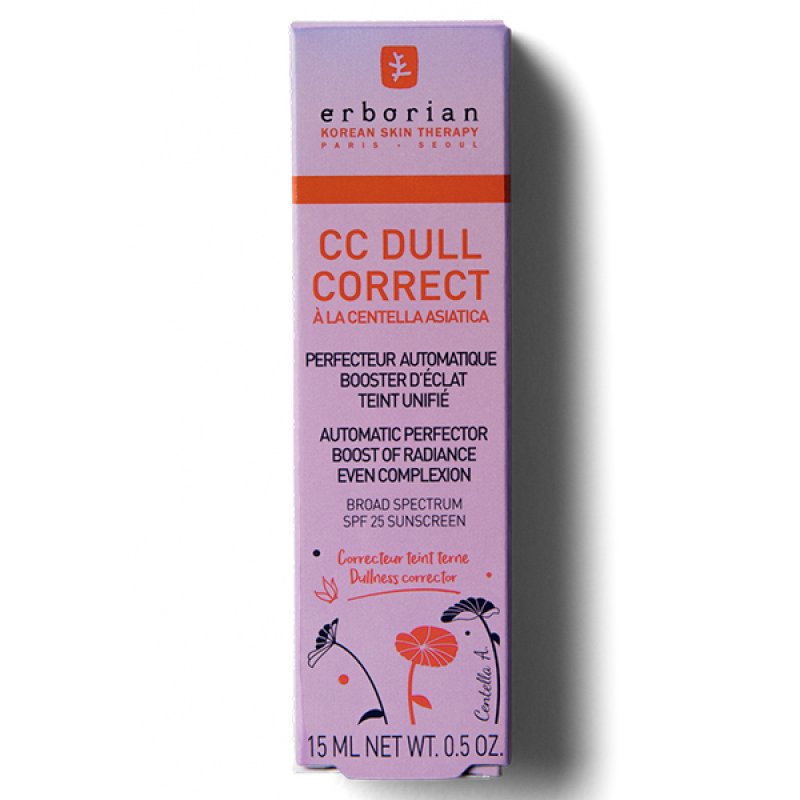 erborian
KOREAN SKIN THERAPY
PARIS - SEOUL
CC DULL
CORRECT
À LA CENTELLA ASIATICA
PERFECTEUR AUTOMATIQUE
BOOSTER D'ÉCLAT
TEINT UNIFIÉ
AUTOMATIC PERFECTOR
BOOST OF RADIANCE
EVEN COMPLEXION
BROAD SPECTRUM
SPF 25 SUNSCREEN
Correcteur teint terne
Dullness corrector
Centella A.
15 ML NET WT. 0.5 OZ.